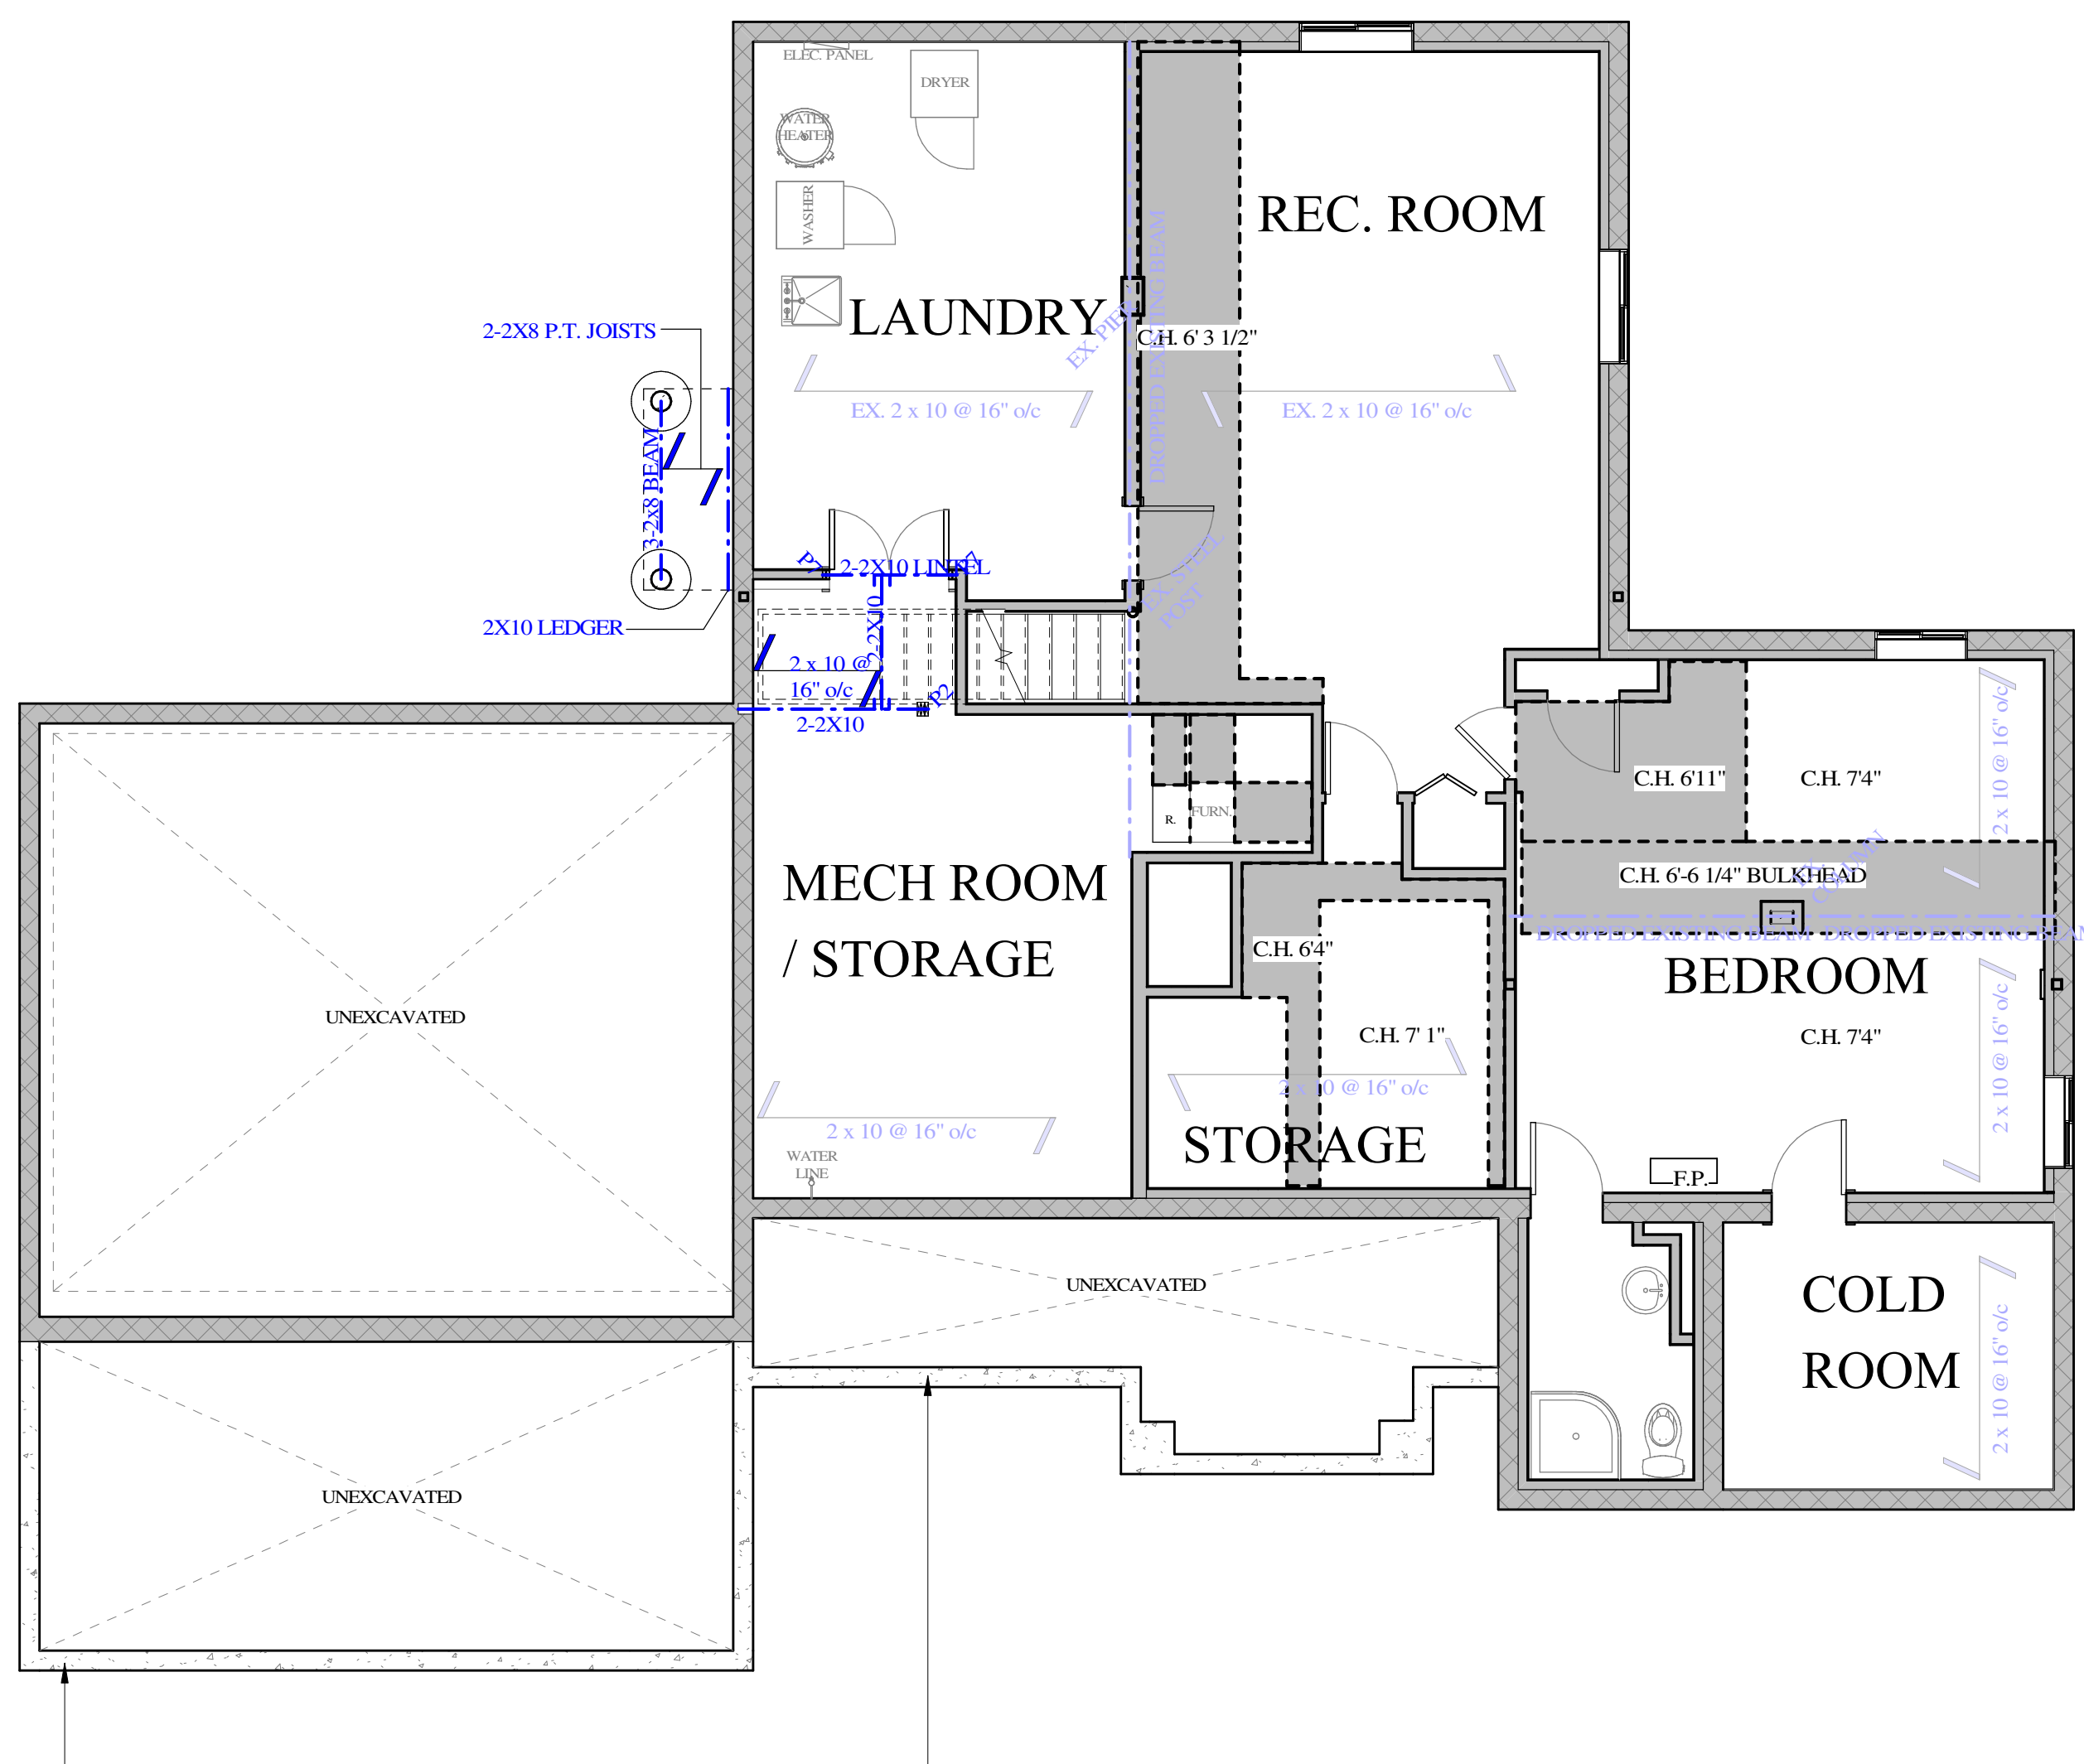 ELEC. PANEL
DRYER
WATER
HEATER
WASHER
REC. ROOM
LAUNDRY
2-2X8 P.T. JOISTS
EX. PIER
DROPPED EXISTING BEAM
C.H. 6' 3 1/2"
EX. 2 x 10 @ 16" o/c
EX. 2 x 10 @ 16" o/c
3-2x8 BEAM
2-2X10 LINTEL
EX. STEEL
POST
2X10 LEDGER
2-2X10
2 x 10 @
16" o/c
P2
2-2X10
C.H. 6'11"
C.H. 7'4"
2 x 10 @ 16" o/c
R.
FURN.
MECH ROOM
/ STORAGE
C.H. 6'-6 1/4" BULKHEAD
COLUMN
C.H. 6'4"
DROPPED EXISTING BEAM
DROPPED EXISTING BEAM
BEDROOM
UNEXCAVATED
C.H. 7' 1"
C.H. 7'4"
2 x 10 @ 16" o/c
2 x 10 @ 16" o/c
2 x 10 @ 16" o/c
STORAGE
WATER
LINE
F.P.
UNEXCAVATED
COLD
ROOM
2 x 10 @ 16" o/c
UNEXCAVATED